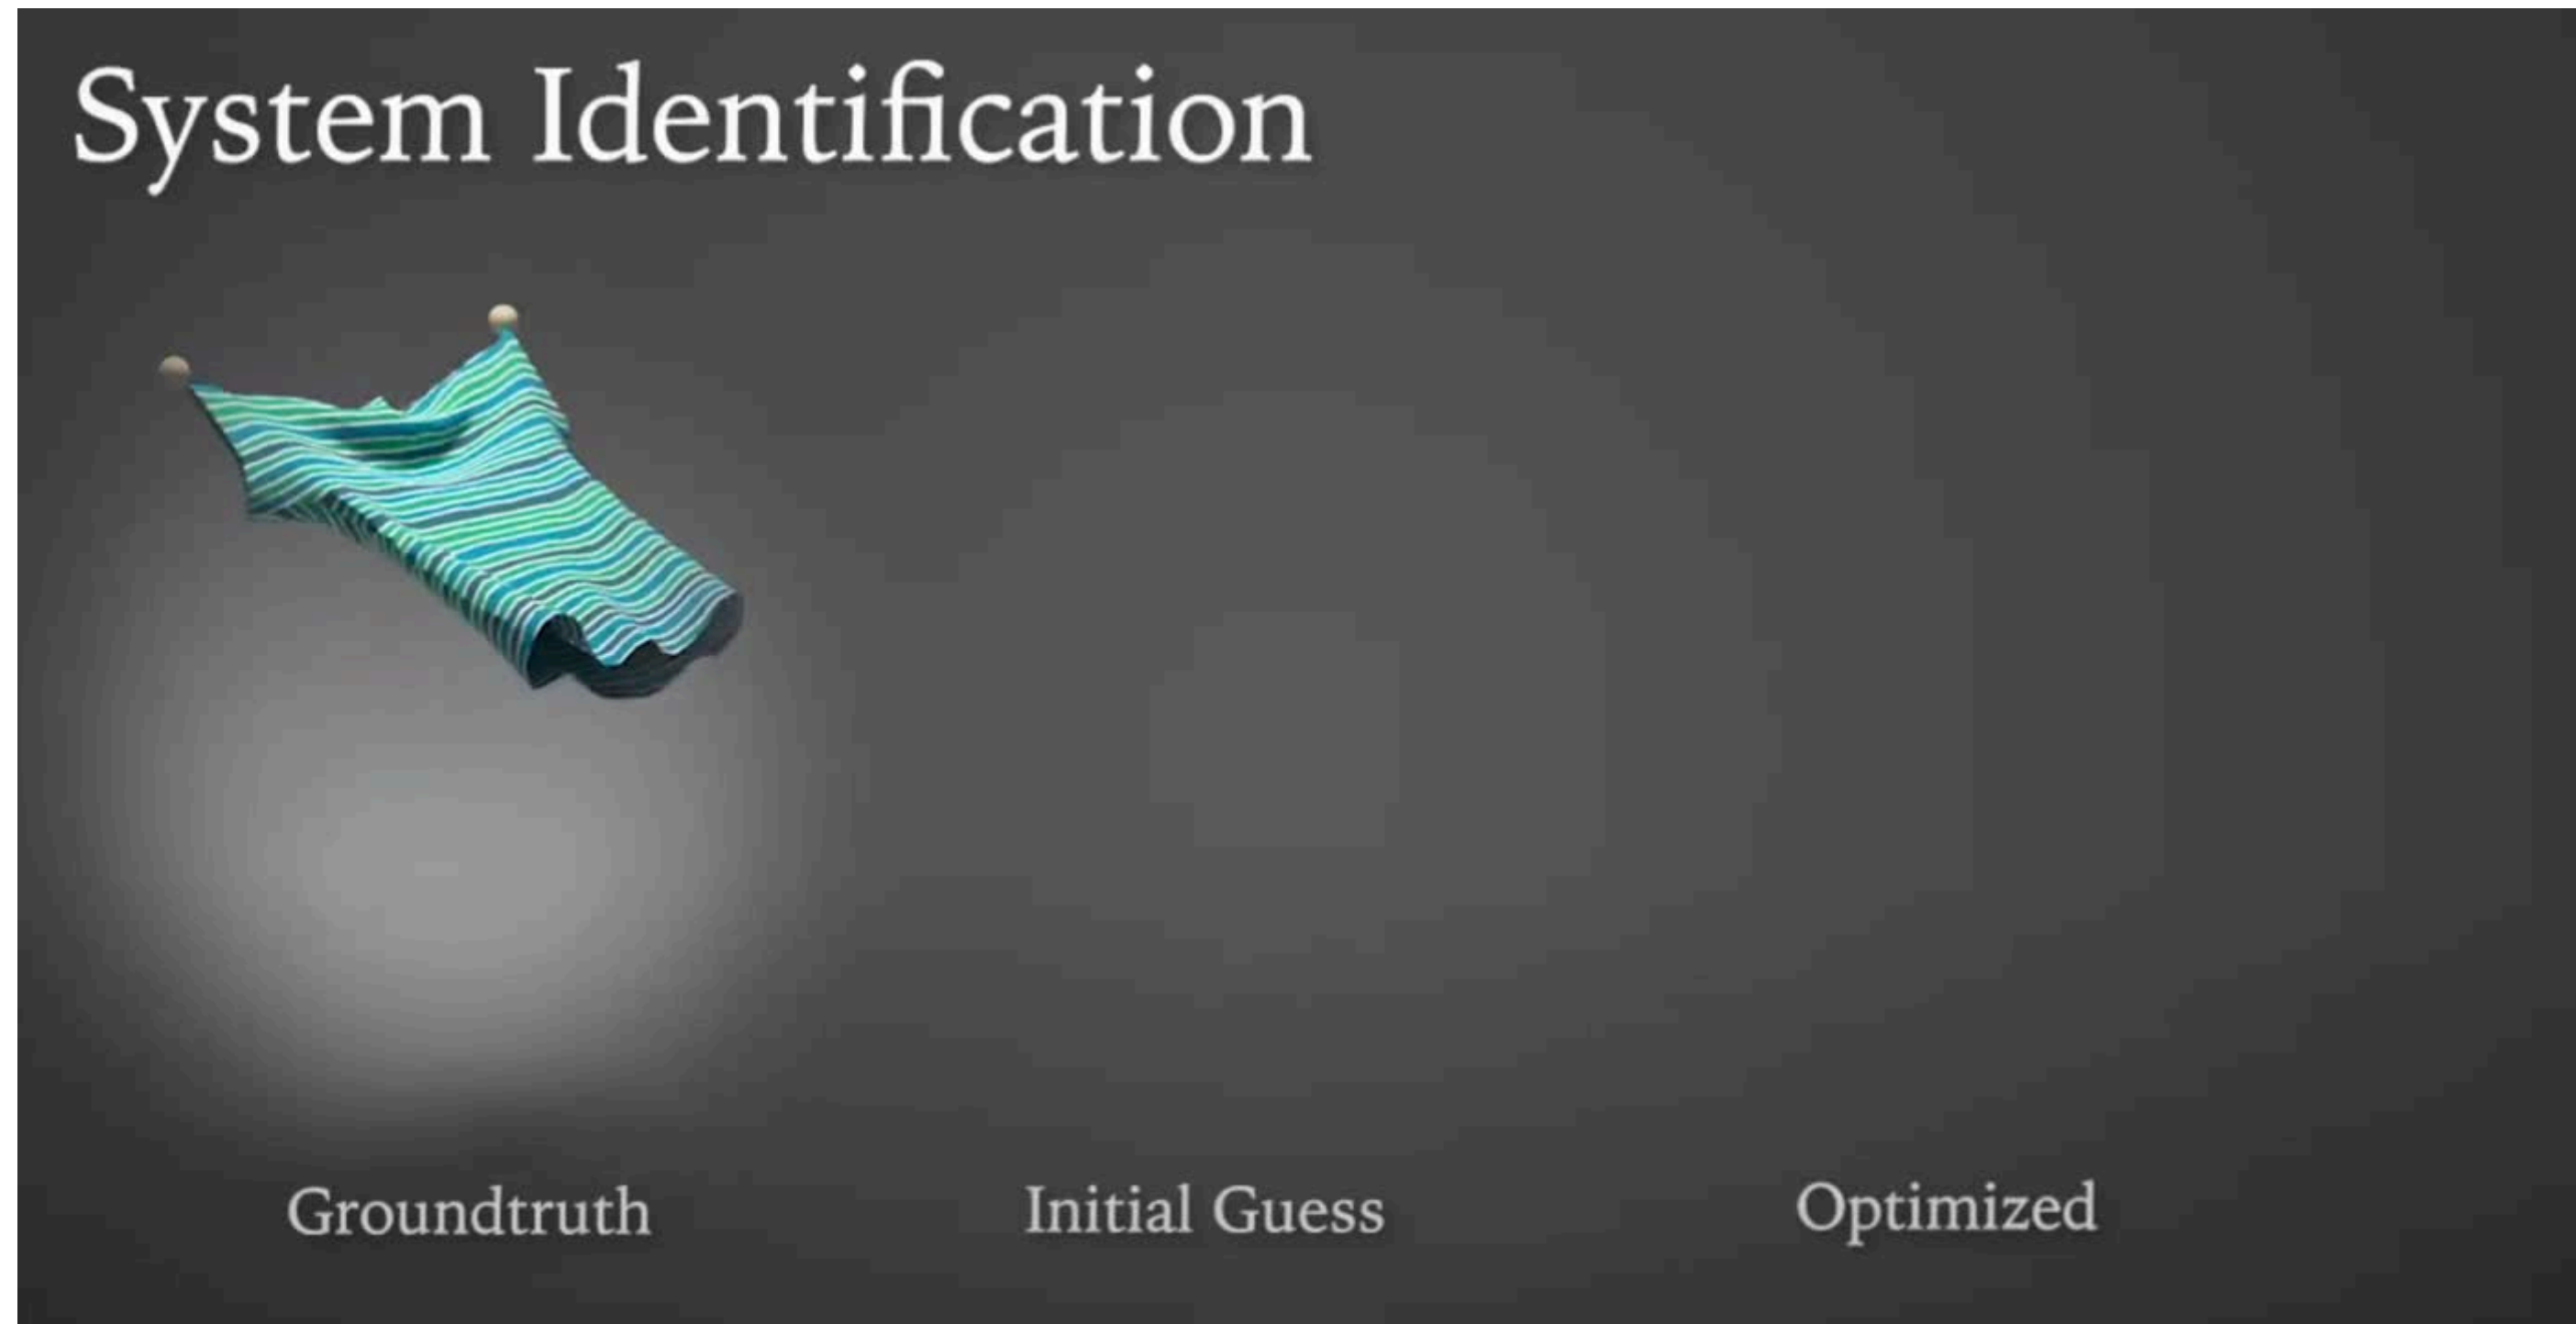 System Identification
Groundtruth
Initial Guess
Optimized